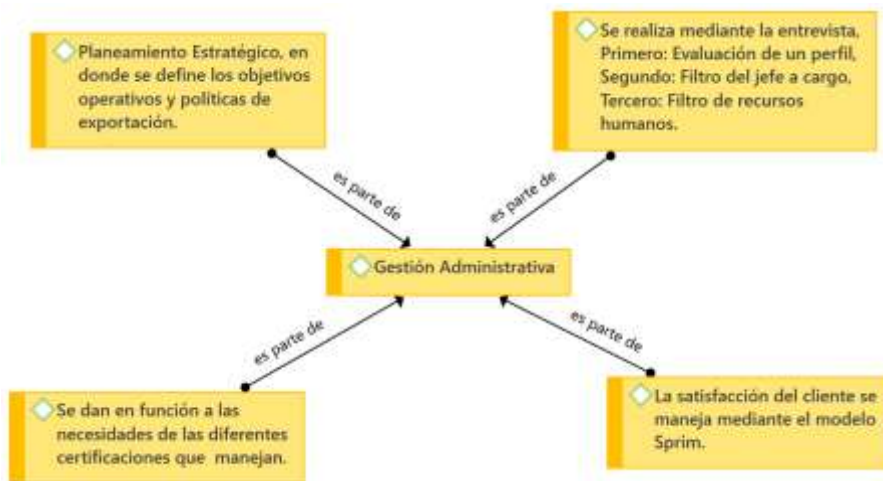 Planeamiento Estratégico, en
donde se define los objetivos
operativos y políticas de
exportación.
Se realiza mediante la entrevista,
Primero: Evaluación de un perfil,
Segundo: Filtro del jefe a cargo,
Tercero: Filtro de recursos
humanos.
es parte de
es parte de
Gestión Administrativa
es parte de
es parte de
Se dan en función a las
necesidades de las diferentes
certificaciones que manejan.
La satisfacción del cliente se
maneja mediante el modelo
Sprim.